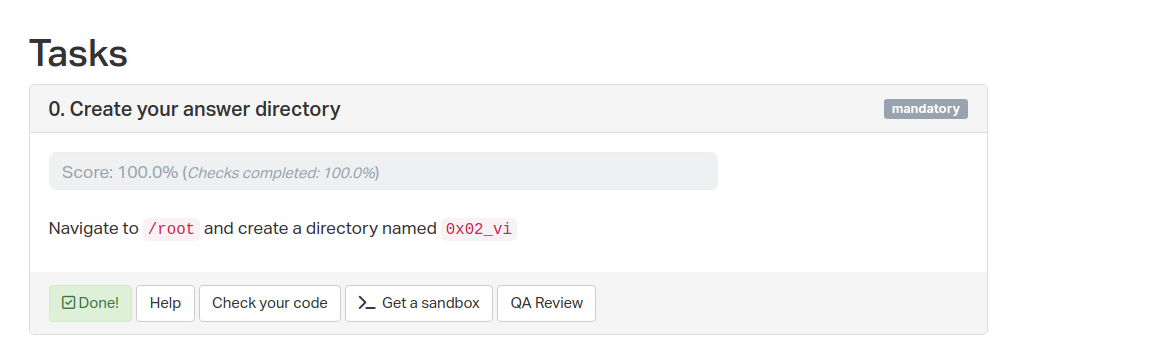 Tasks
0. Create your answer directory
mandatory
Score: 100.0% (Checks completed: 100.0%)
Navigate to /root and create a directory named 0x02_vi
Done! Help Check your code Get a sandbox QA Review